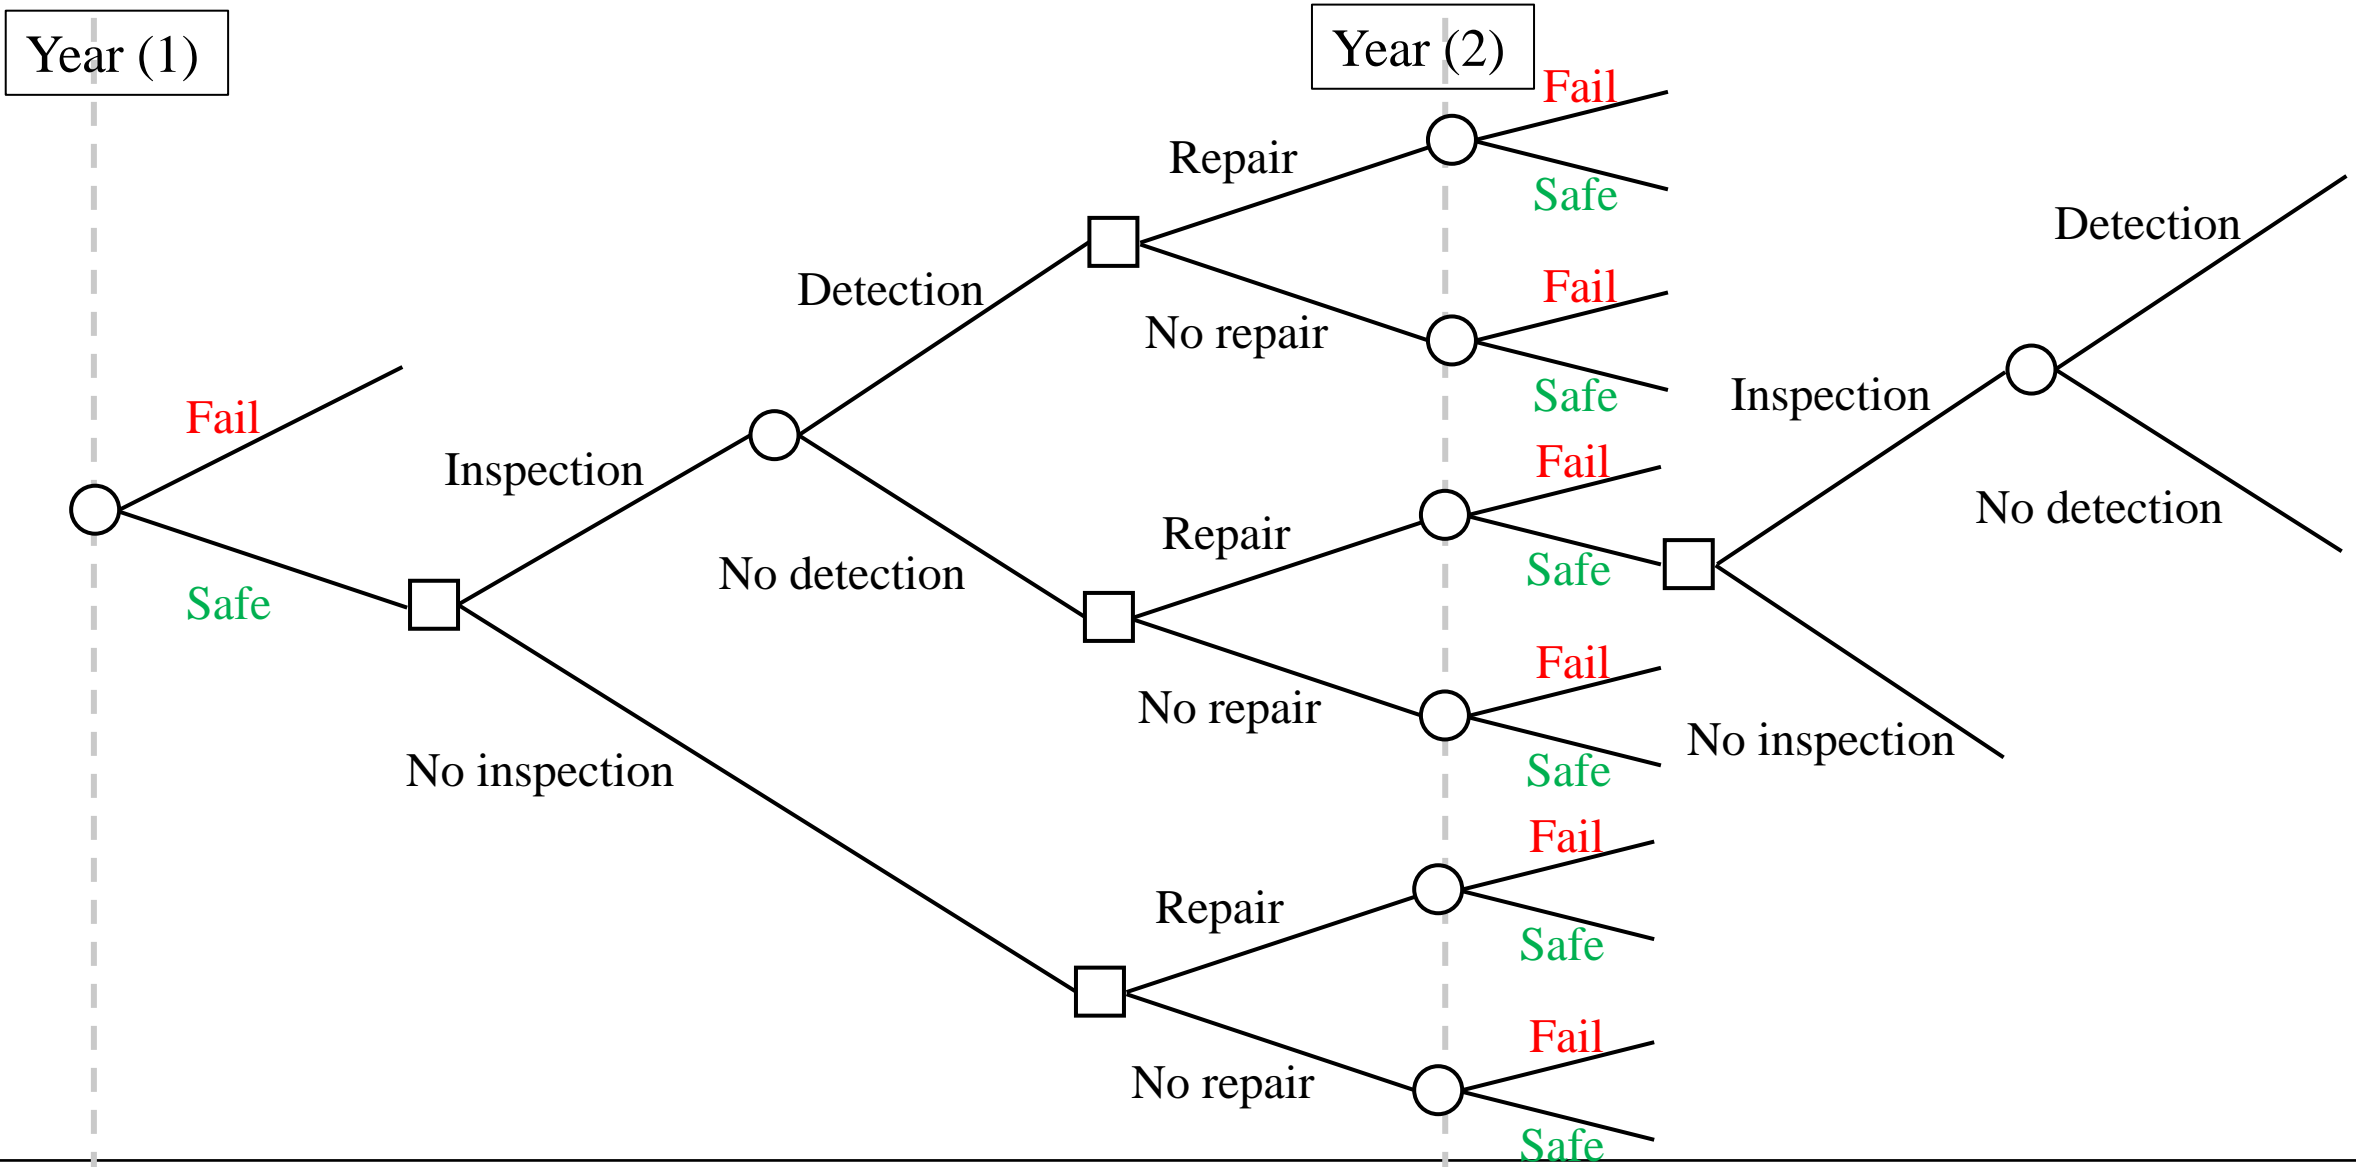 Year (1)
Year (2)
Fail
Repair
Safe
Detection
Detection
Fail
No repair
Safe
Inspection
Fail
Fail
Inspection
No detection
Repair
Safe
No detection
Safe
Fail
No repair
Safe
No inspection
No inspection
Fail
Repair
Safe
Fail
No repair
Safe